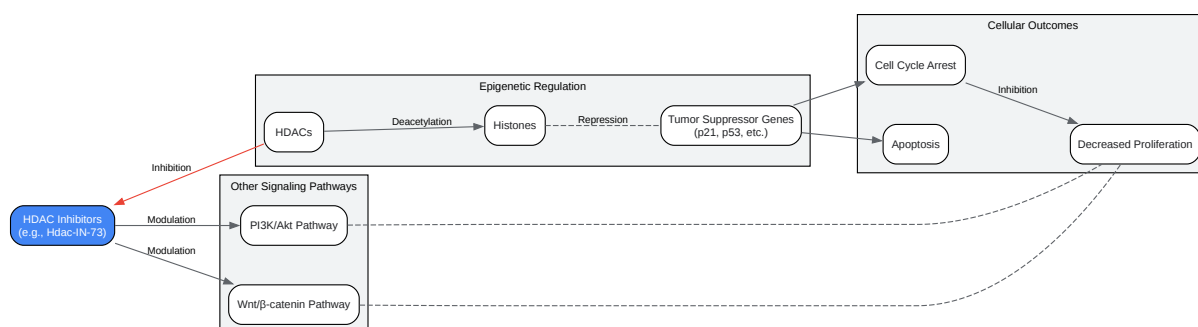 Cellular Outcomes
Cell Cycle Arrest
Epigenetic Regulation
Inhibition
Deacetylation
Histones
Repression
Tumor Suppressor Genes
(p21, p53, etc.)
HDACs
Apoptosis
Decreased Proliferation
Inhibition
Other Signaling Pathways
HDAC Inhibitors
(e.g., Hdac-IN-73)
Modulation
PI3K/Akt Pathway
Modulation
Wnt/β-catenin Pathway